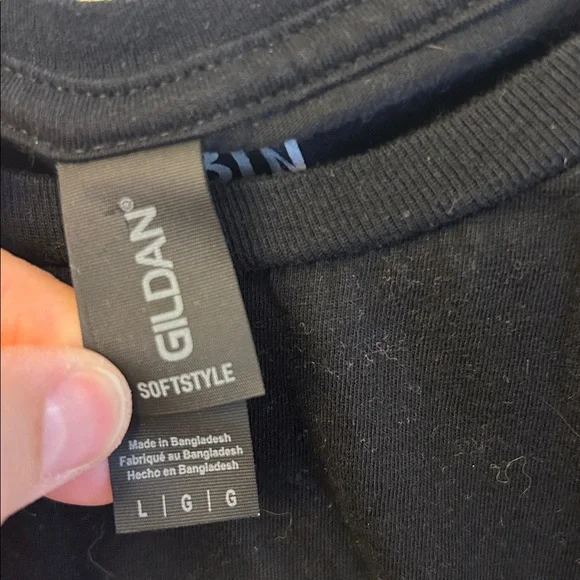 GILDAN®
SOFTSTYLE
Made in Bangladesh
Fabriqué au Bangladesh
Hecho en Bangladesh
L | G | G